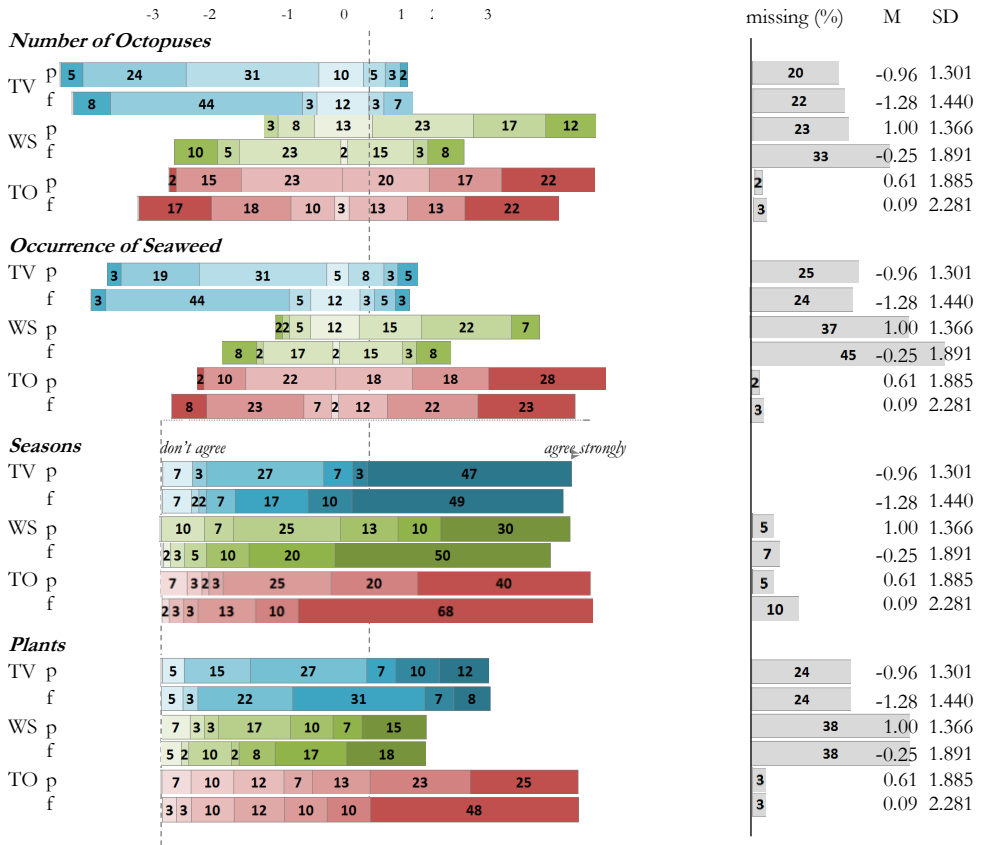 -3 -2 -1 0 1 2 3 missing (%) M SD
Number of Octopuses
TV p 5 24 31 10 5 3 2 20 -0.96 1.301
f 8 44 3 12 3 7 22 -1.28 1.440
WS p 3 8 13 23 17 12 23 1.00 1.366
f 10 5 23 2 15 3 8 33 -0.25 1.891
TO p 2 15 23 20 17 22 2 0.61 1.885
f 17 18 10 3 13 13 22 3 0.09 2.281
Occurrence of Seaweed
TV p 3 19 31 5 8 3 5 25 -0.96 1.301
f 3 44 5 12 3 5 3 24 -1.28 1.440
WS p 2 2 5 12 15 22 7 37 1.00 1.366
f 8 2 17 2 15 3 8 45 -0.25 1.891
TO p 2 10 22 18 18 28 2 0.61 1.885
f 8 23 7 2 12 22 23 3 0.09 2.281
Seasons don't agree agree strongly
TV p 7 3 27 7 3 47 -0.96 1.301
f 7 2 2 7 17 10 49 -1.28 1.440
WS p 10 7 25 13 10 30 5 1.00 1.366
f 2 3 5 10 20 50 7 -0.25 1.891
TO p 7 3 2 3 25 20 40 5 0.61 1.885
f 2 3 3 13 10 68 10 0.09 2.281
Plants
TV p 5 15 27 7 10 12 24 -0.96 1.301
f 5 3 22 31 7 8 24 -1.28 1.440
WS p 7 3 3 17 10 7 15 38 1.00 1.366
f 5 2 10 2 8 17 18 38 -0.25 1.891
TO p 7 10 12 7 13 23 25 3 0.61 1.885
f 3 3 10 12 10 10 48 3 0.09 2.281